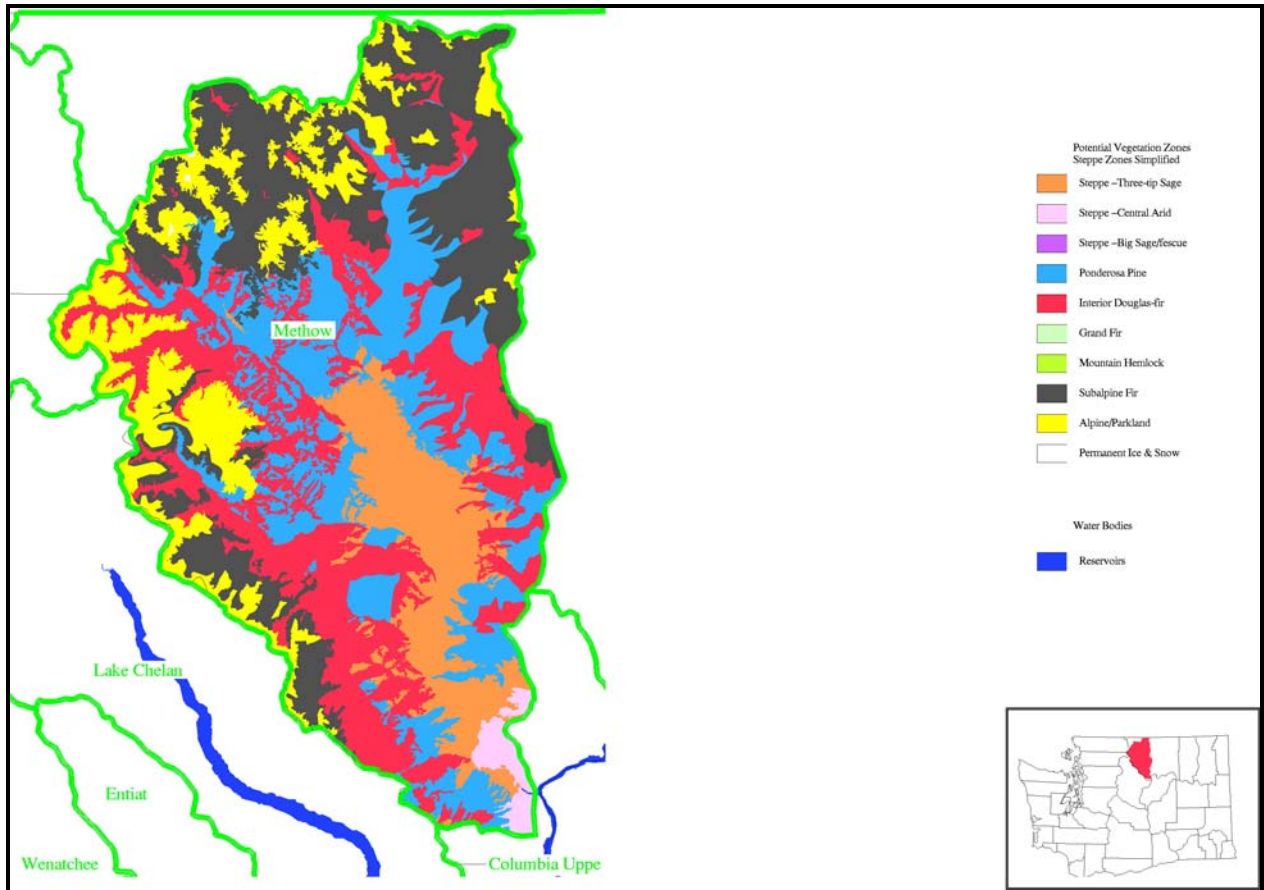 Methow
Lake Chelan
Entiat
Wenatchee
Columbia Uppe
Potential Vegetation Zones
Steppe Zones Simplified
Steppe –Three-tip Sage
Steppe –Central Arid
Steppe –Big Sage/fescue
Ponderosa Pine
Interior Douglas-fir
Grand Fir
Mountain Hemlock
Subalpine Fir
Alpine/Parkland
Permanent Ice & Snow
Water Bodies
Reservoirs